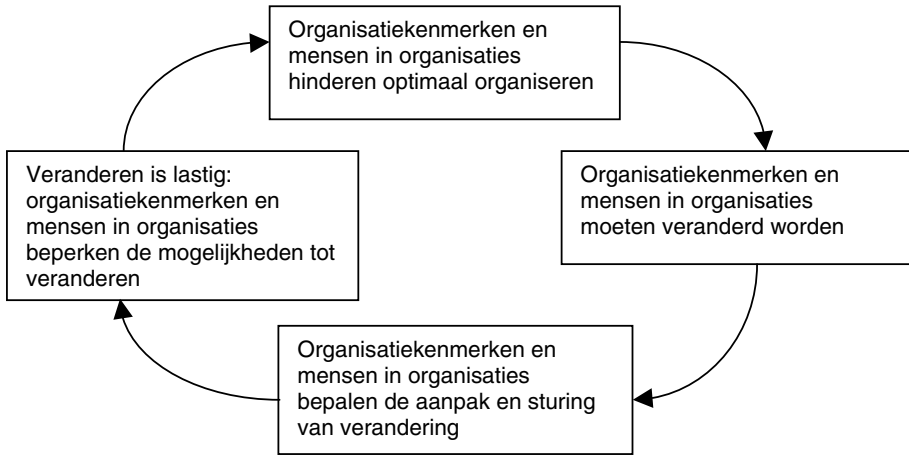 Organisatiekenmerken en
mensen in organisaties
hinderen optimaal organiseren
Organisatiekenmerken en
mensen in organisaties
moeten veranderd worden
Organisatiekenmerken en
mensen in organisaties
bepalen de aanpak en sturing
van verandering
Veranderen is lastig:
organisatiekenmerken en
mensen in organisaties
beperken de mogelijkheden tot
veranderen